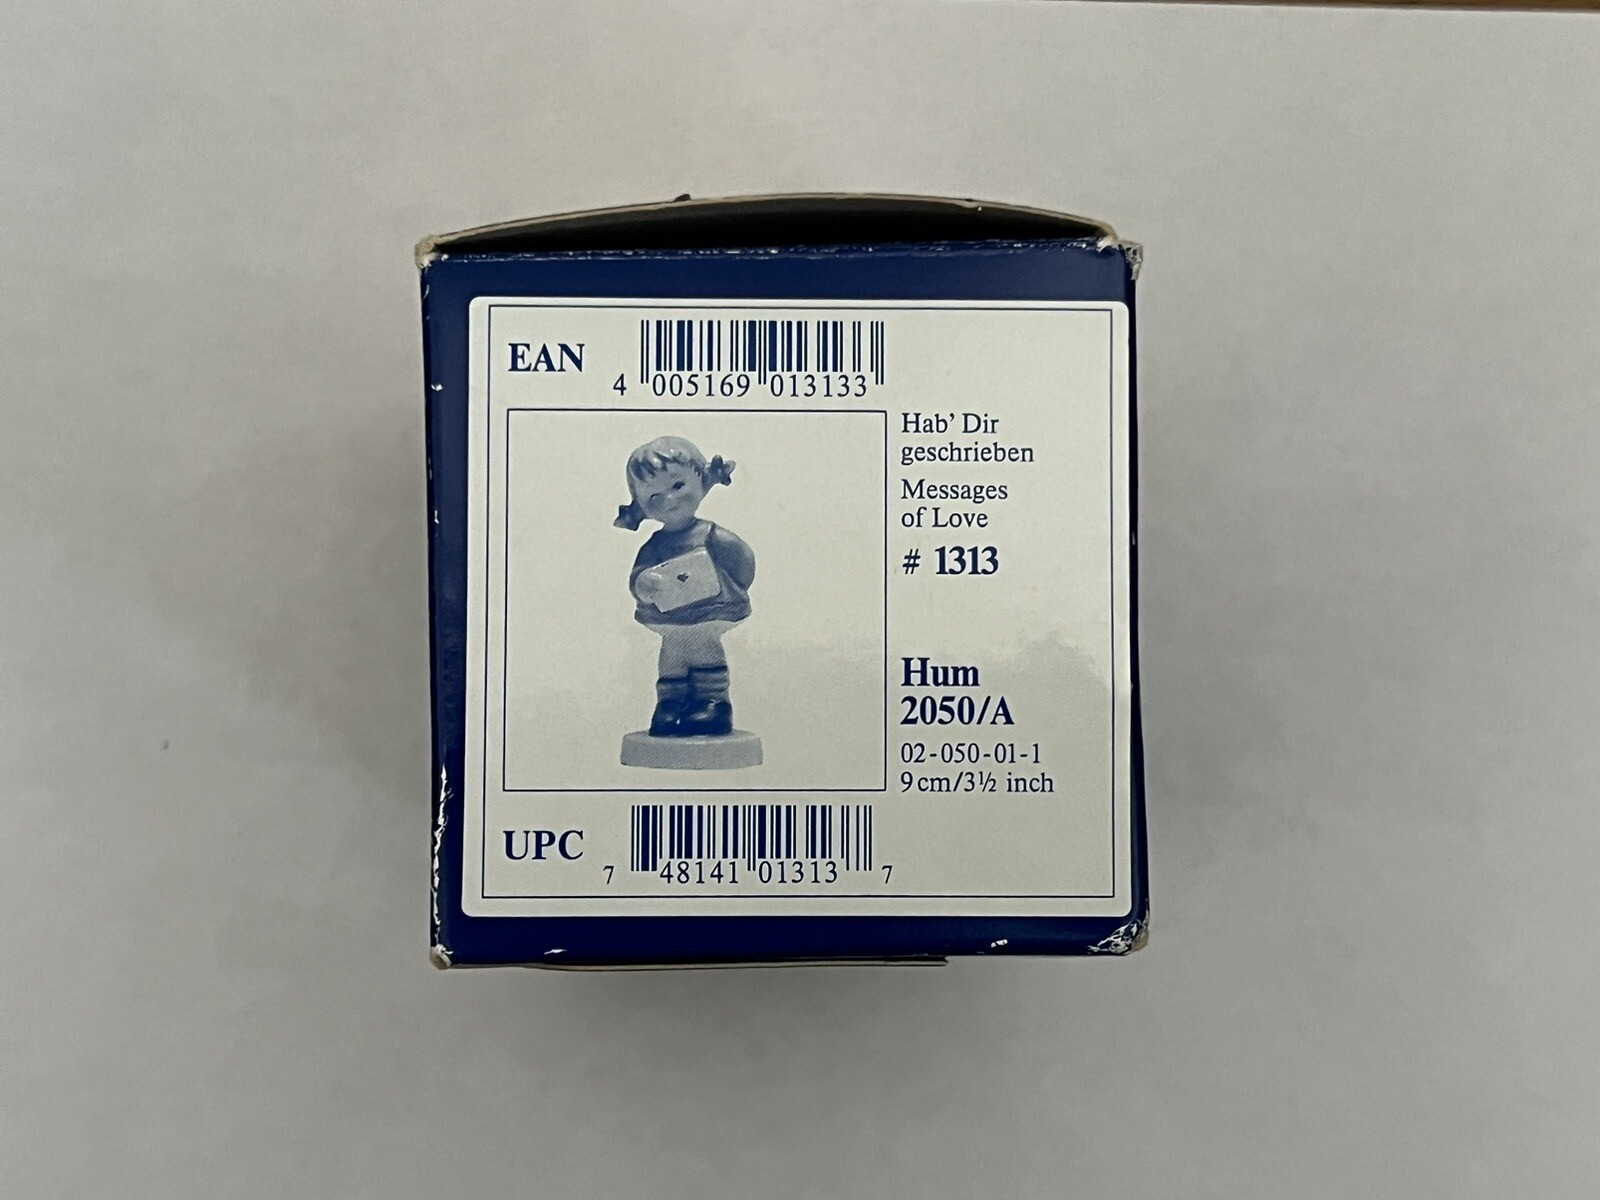 EAN
4 005169 013133
Hab' Dir
geschrieben
Messages
of Love
# 1313
Hum
2050/A
02-050-01-1
9 cm/3½ inch
UPC
7 48141 01313 7